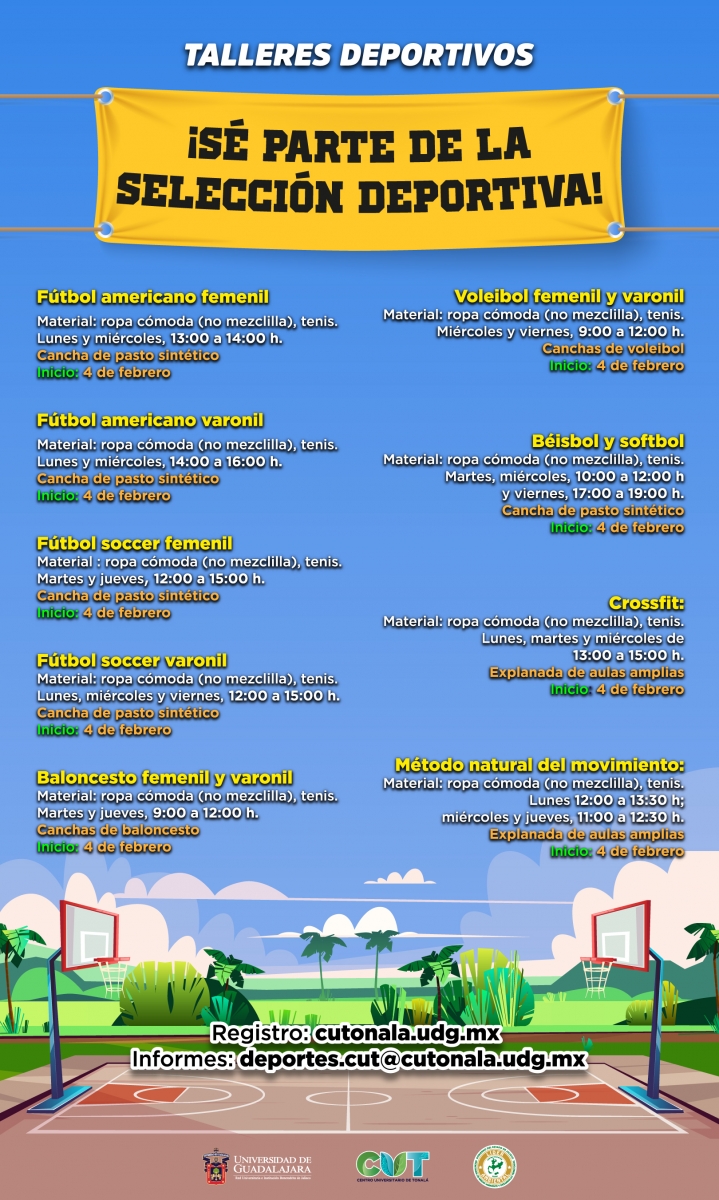 TALLERES DEPORTIVOS
¡SÉ PARTE DE LA
SELECCIÓN DEPORTIVA!
Fútbol americano femenil
Material: ropa cómoda (no mezclilla), tenis.
Lunes y miércoles, 13:00 a 14:00 h.
Cancha de pasto sintético
Inicio: 4 de febrero
Fútbol americano varonil
Material: ropa cómoda (no mezclilla), tenis.
Lunes y miércoles, 14:00 a 16:00 h.
Cancha de pasto sintético
Inicio: 4 de febrero
Fútbol soccer femenil
Material : ropa cómoda (no mezclilla), tenis.
Martes y jueves, 12:00 a 15:00 h.
Cancha de pasto sintético
Inicio: 4 de febrero
Fútbol soccer varonil
Material: ropa cómoda (no mezclilla), tenis.
Lunes, miércoles y viernes, 12:00 a 15:00 h.
Cancha de pasto sintético
Inicio: 4 de febrero
Baloncesto femenil y varonil
Material: ropa cómoda (no mezclilla), tenis.
Martes y jueves, 9:00 a 12:00 h.
Canchas de baloncesto
Inicio: 4 de febrero
Voleibol femenil y varonil
Material: ropa cómoda (no mezclilla), tenis.
Miércoles y viernes, 9:00 a 12:00 h.
Canchas de voleibol
Inicio: 4 de febrero
Béisbol y softbol
Material: ropa cómoda (no mezclilla), tenis.
Martes, miércoles, 10:00 a 12:00 h
y viernes, 17:00 a 19:00 h.
Cancha de pasto sintético
Inicio: 4 de febrero
Crossfit:
Material: ropa cómoda (no mezclilla), tenis.
Lunes, martes y miércoles de
13:00 a 15:00 h.
Explanada de aulas amplias
Inicio: 4 de febrero
Método natural del movimiento:
Material: ropa cómoda (no mezclilla), tenis.
Lunes 12:00 a 13:30 h;
miércoles y jueves, 11:00 a 12:30 h.
Explanada de aulas amplias
Inicio: 4 de febrero
Registro: cutonala.udg.mx
Informes: deportes.cut@cutonala.udg.mx
UNIVERSIDAD DE
GUADALAJARA
Red Universitaria e Institución Benemérita de Jalisco
CUT
CENTRO UNIVERSITARIO DE TONALÁ